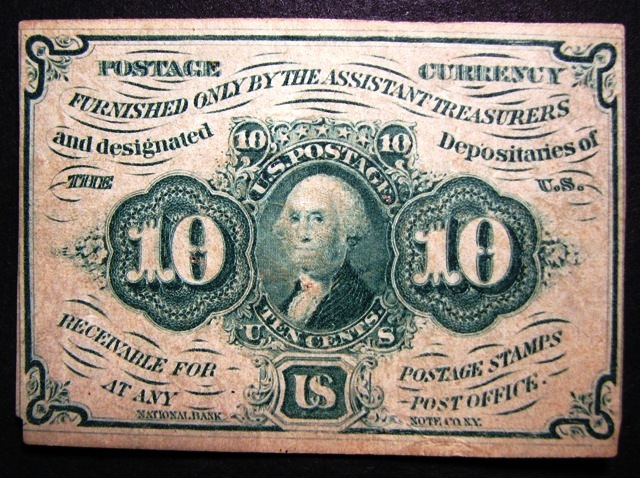 POSTAGE CURRENCY
FURNISHED ONLY BY THE ASSISTANT TREASURERS
and designated Depositaries of
THE U.S.
10 10
U.S. POSTAGE
10 10
TEN CENTS.
U S
RECEIVABLE FOR POSTAGE STAMPS
AT ANY US POST OFFICE.
NATIONAL BANK NOTE CO. N.Y.